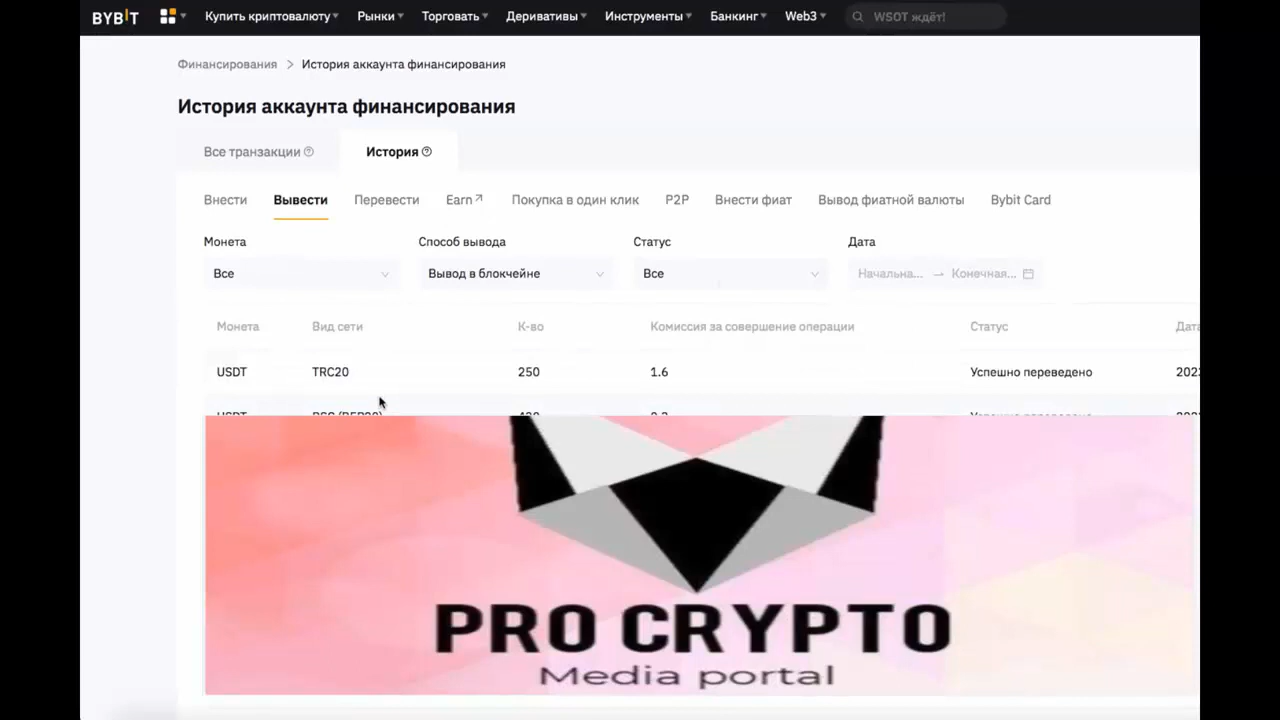 BYBIT Купить криптовалюту Рынки Торговать Деривативы Инструменты Банкинг Web3 WSOT ждёт!
Финансирования > История аккаунта финансирования
История аккаунта финансирования
Все транзакции История
Внести Вывести Перевести Earn Покупка в один клик P2P Внести фиат Вывод фиатной валюты Bybit Card
Монета Способ вывода Статус Дата
Все Вывод в блокчейне Все Начальна... → Конечная...
Монета Вид сети К-во Комиссия за совершение операции Статус Дата
USDT TRC20 250 1.6 Успешно переведено 202
PRO CRYPTO
Media portal